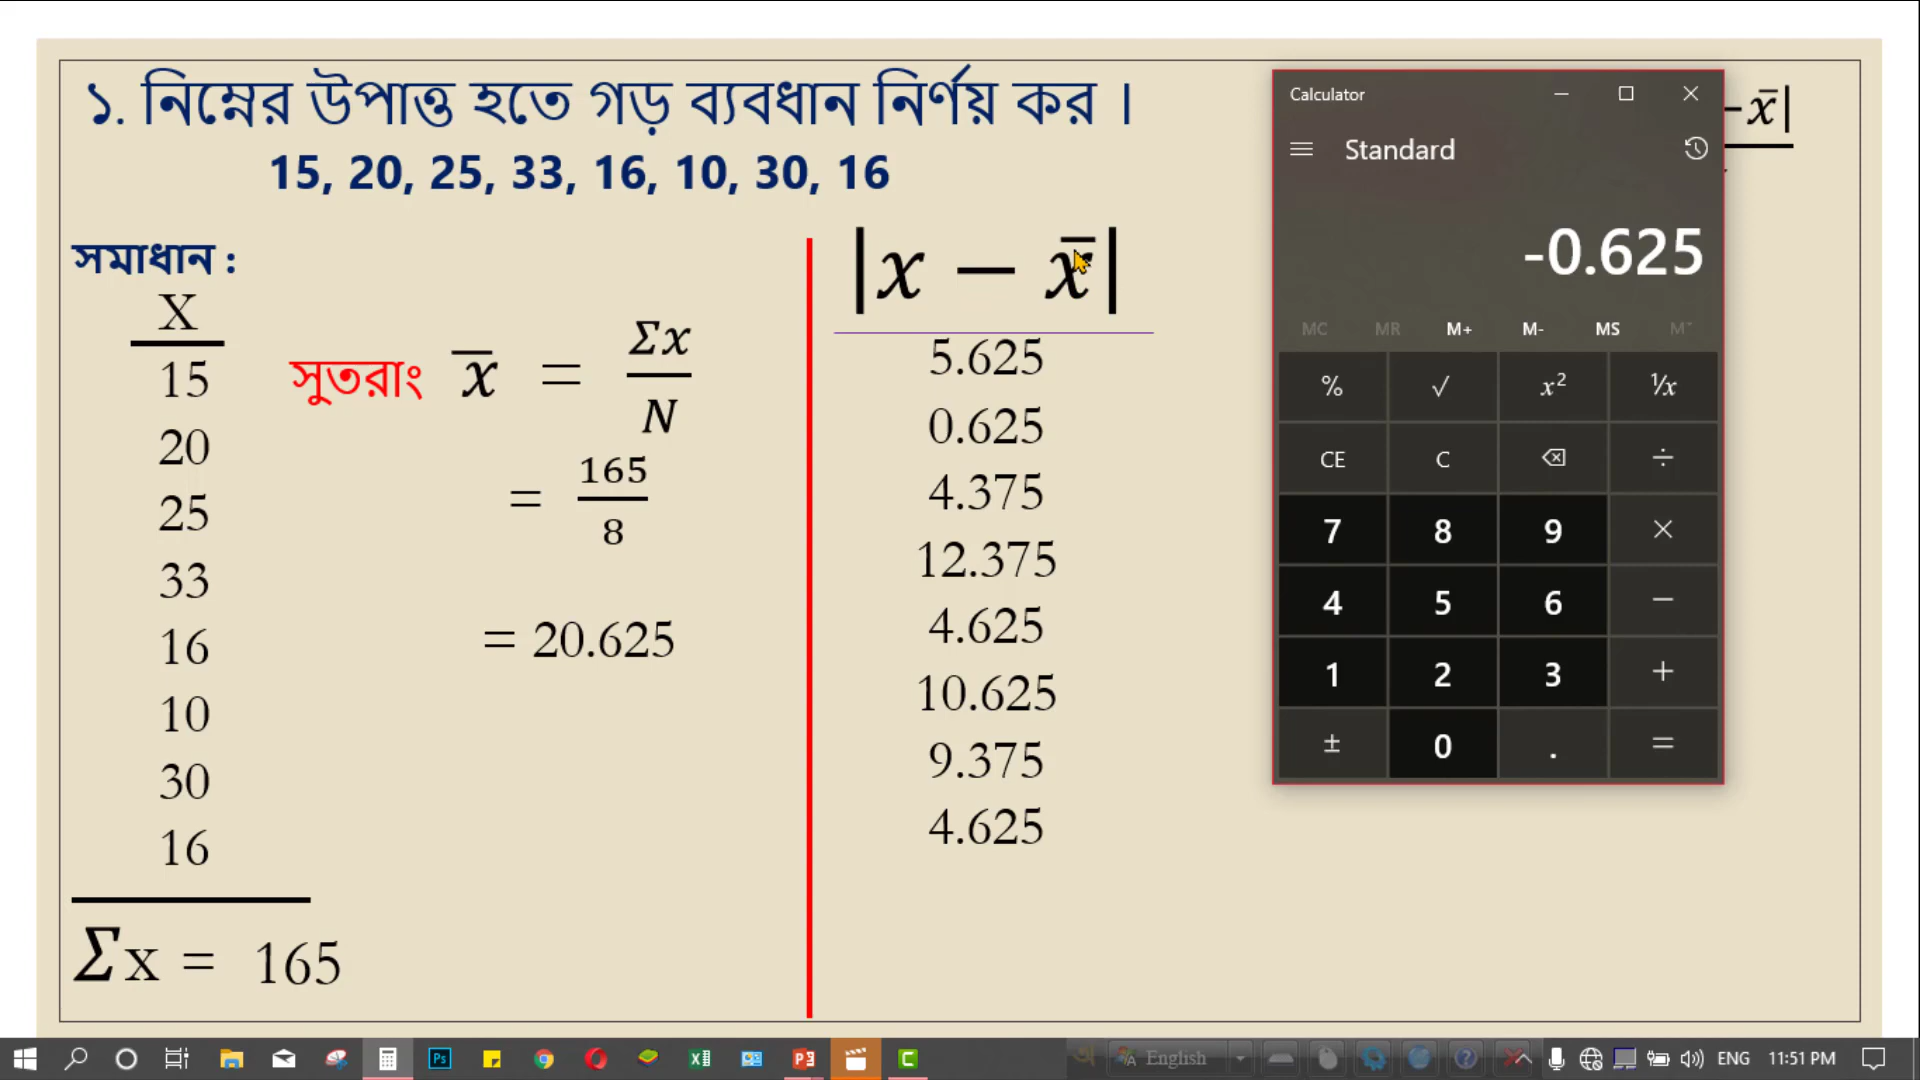 ১. নিম্নের উপাত্ত হতে গড় ব্যবধান নির্ণয় কর ।
15, 20, 25, 33, 16, 10, 30, 16
-x̄|
সমাধান :
X
15
20
25
33
16
10
30
16
Σx = 165
সুতরাং x̄ = Σx
N
= 165
8
= 20.625
|x − x̄|
5.625
0.625
4.375
12.375
4.625
10.625
9.375
4.625
Calculator
Standard
-0.625
MC MR M+ M- MS M˅
% √ x² ¹/x
CE C ÷
7 8 9 ×
4 5 6 −
1 2 3 +
± 0 . =
English
ENG 11:51 PM